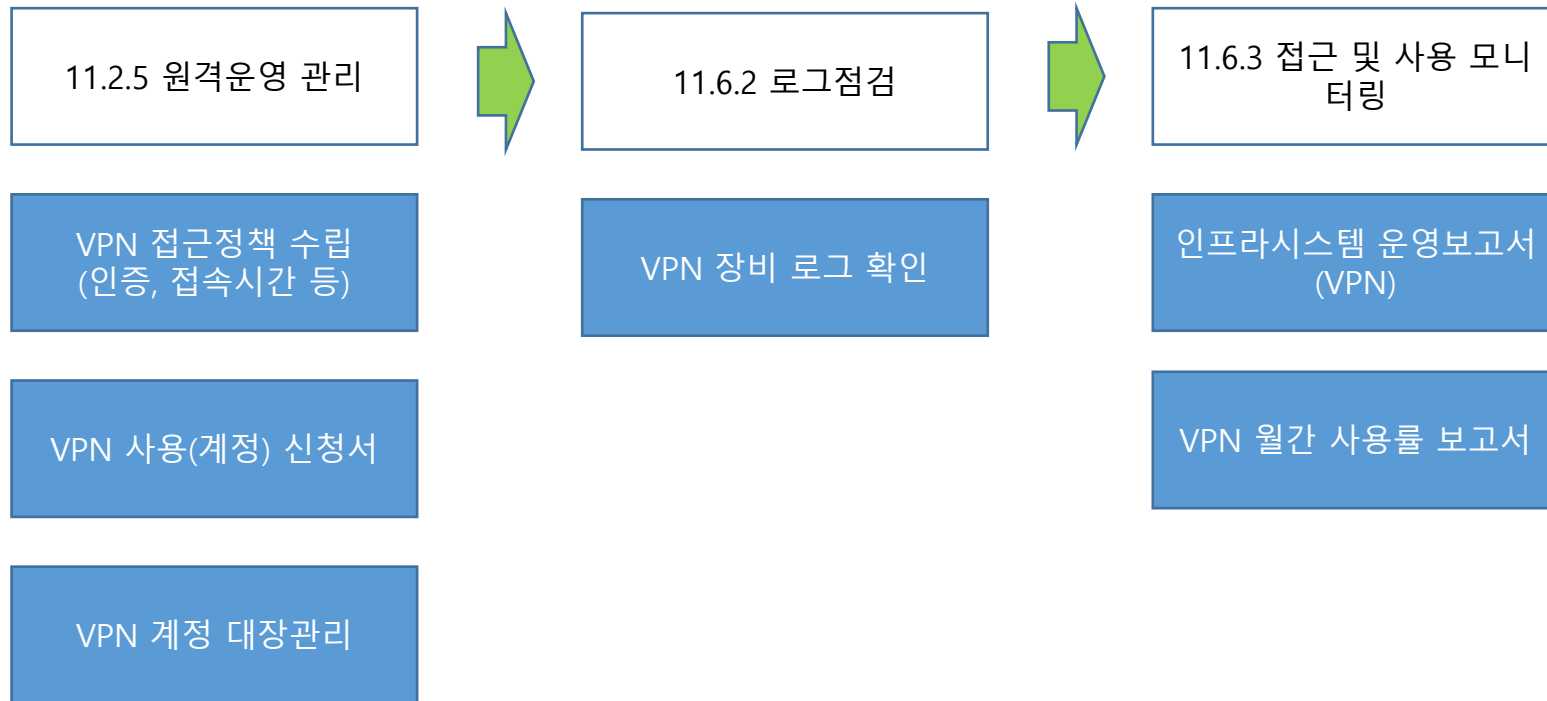 11.2.5 원격운영 관리
11.6.2 로그점검
11.6.3 접근 및 사용 모니
터링
VPN 접근정책 수립
(인증, 접속시간 등)
VPN 장비 로그 확인
인프라시스템 운영보고서
(VPN)
VPN 사용(계정) 신청서
VPN 월간 사용률 보고서
VPN 계정 대장관리